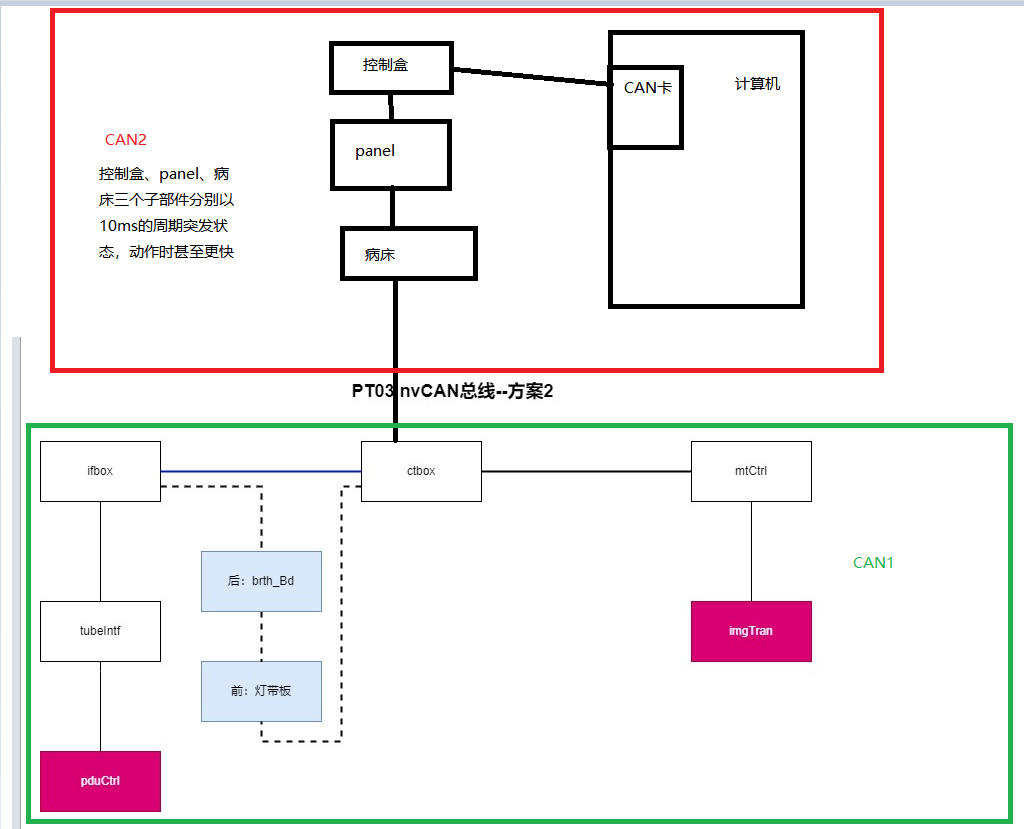 控制盒
CAN卡
计算机
CAN2
panel
控制盒、panel、病
床三个子部件分别以
10ms的周期突发状
态，动作时甚至更快
病床
PT03 nvCAN总线--方案2
ifbox
ctbox
mtCtrl
CAN1
后：brth_Bd
tubeIntf
imgTran
前：灯带板
pduCtrl